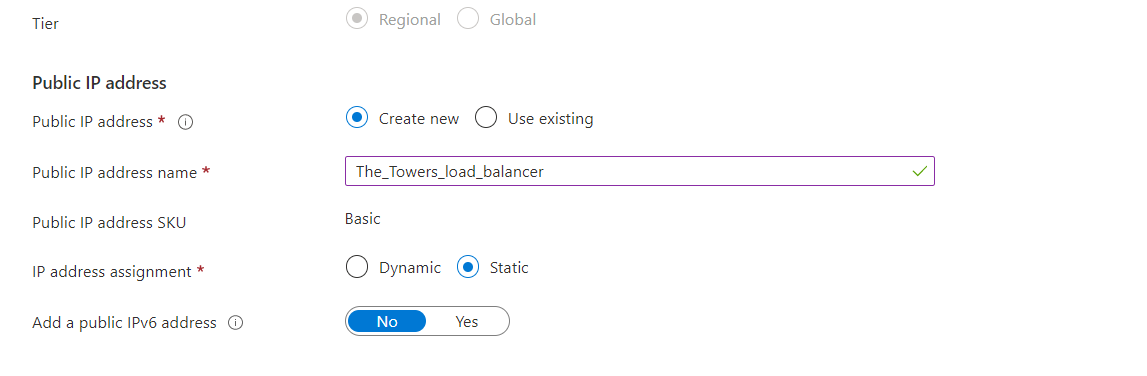 Tier Regional Global
Public IP address
Public IP address * Create new Use existing
Public IP address name * The_Towers_load_balancer
Public IP address SKU Basic
IP address assignment * Dynamic Static
Add a public IPv6 address No Yes